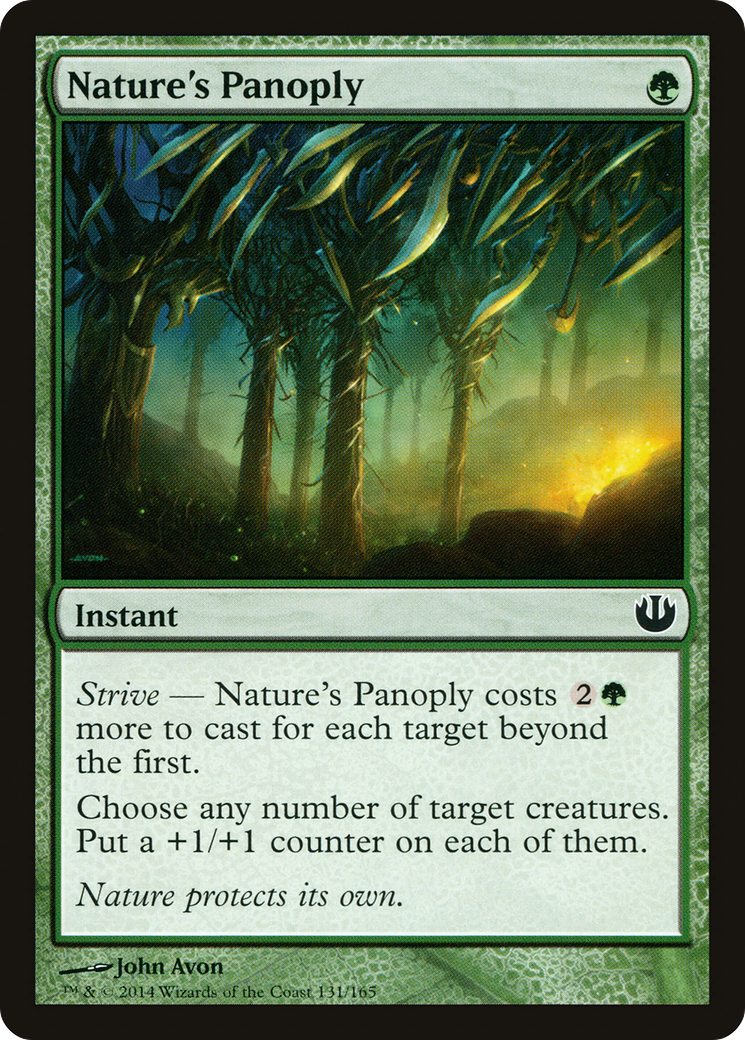 Nature's Panoply
AVON
Instant
Strive — Nature's Panoply costs 2
more to cast for each target beyond
the first.
Choose any number of target creatures.
Put a +1/+1 counter on each of them.
Nature protects its own.
John Avon
™ & © 2014 Wizards of the Coast 131/165